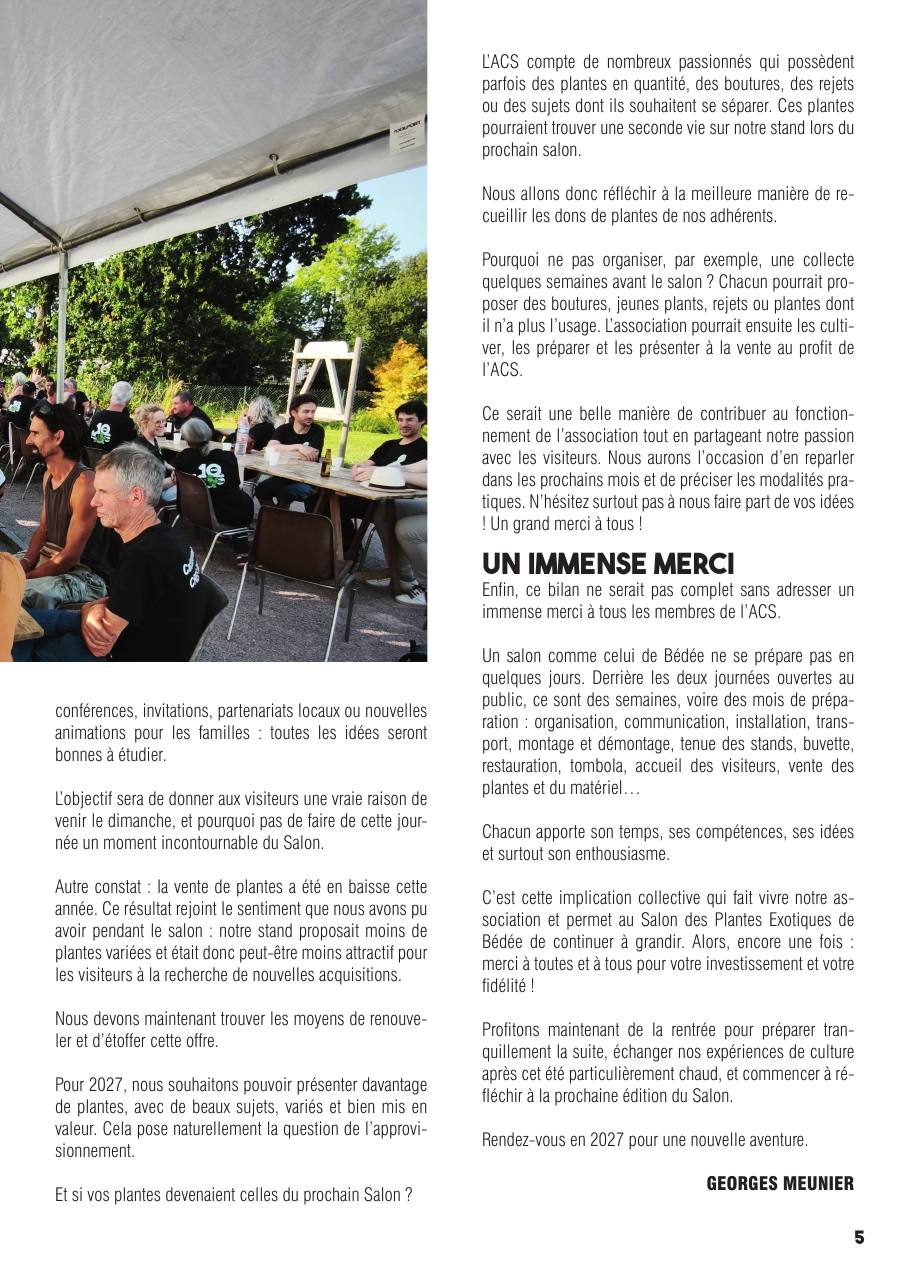 conférences, invitations, partenariats locaux ou nouvelles
animations pour les familles : toutes les idées seront
bonnes à étudier.
L’objectif sera de donner aux visiteurs une vraie raison de
venir le dimanche, et pourquoi pas de faire de cette jour-
née un moment incontournable du Salon.
Autre constat : la vente de plantes a été en baisse cette
année. Ce résultat rejoint le sentiment que nous avons pu
avoir pendant le salon : notre stand proposait moins de
plantes variées et était donc peut-être moins attractif pour
les visiteurs à la recherche de nouvelles acquisitions.
Nous devons maintenant trouver les moyens de renouve-
ler et d’étoffer cette offre.
Pour 2027, nous souhaitons pouvoir présenter davantage
de plantes, avec de beaux sujets, variés et bien mis en
valeur. Cela pose naturellement la question de l’approvi-
sionnement.
Et si vos plantes devenaient celles du prochain Salon ?
L’ACS compte de nombreux passionnés qui possèdent
parfois des plantes en quantité, des boutures, des rejets
ou des sujets dont ils souhaitent se séparer. Ces plantes
pourraient trouver une seconde vie sur notre stand lors du
prochain salon.
Nous allons donc réfléchir à la meilleure manière de re-
cueillir les dons de plantes de nos adhérents.
Pourquoi ne pas organiser, par exemple, une collecte
quelques semaines avant le salon ? Chacun pourrait pro-
poser des boutures, jeunes plants, rejets ou plantes dont
il n’a plus l’usage. L’association pourrait ensuite les culti-
ver, les préparer et les présenter à la vente au profit de
l’ACS.
Ce serait une belle manière de contribuer au fonction-
nement de l’association tout en partageant notre passion
avec les visiteurs. Nous aurons l’occasion d’en reparler
dans les prochains mois et de préciser les modalités pra-
tiques. N’hésitez surtout pas à nous faire part de vos idées
! Un grand merci à tous !
UN IMMENSE MERCI
Enfin, ce bilan ne serait pas complet sans adresser un
immense merci à tous les membres de l’ACS.
Un salon comme celui de Bédée ne se prépare pas en
quelques jours. Derrière les deux journées ouvertes au
public, ce sont des semaines, voire des mois de prépa-
ration : organisation, communication, installation, trans-
port, montage et démontage, tenue des stands, buvette,
restauration, tombola, accueil des visiteurs, vente des
plantes et du matériel…
Chacun apporte son temps, ses compétences, ses idées
et surtout son enthousiasme.
C’est cette implication collective qui fait vivre notre as-
sociation et permet au Salon des Plantes Exotiques de
Bédée de continuer à grandir. Alors, encore une fois :
merci à toutes et à tous pour votre investissement et votre
fidélité !
Profitons maintenant de la rentrée pour préparer tran-
quillement la suite, échanger nos expériences de culture
après cet été particulièrement chaud, et commencer à ré-
fléchir à la prochaine édition du Salon.
Rendez-vous en 2027 pour une nouvelle aventure.
GEORGES MEUNIER
5
TOOLPORT
10
10